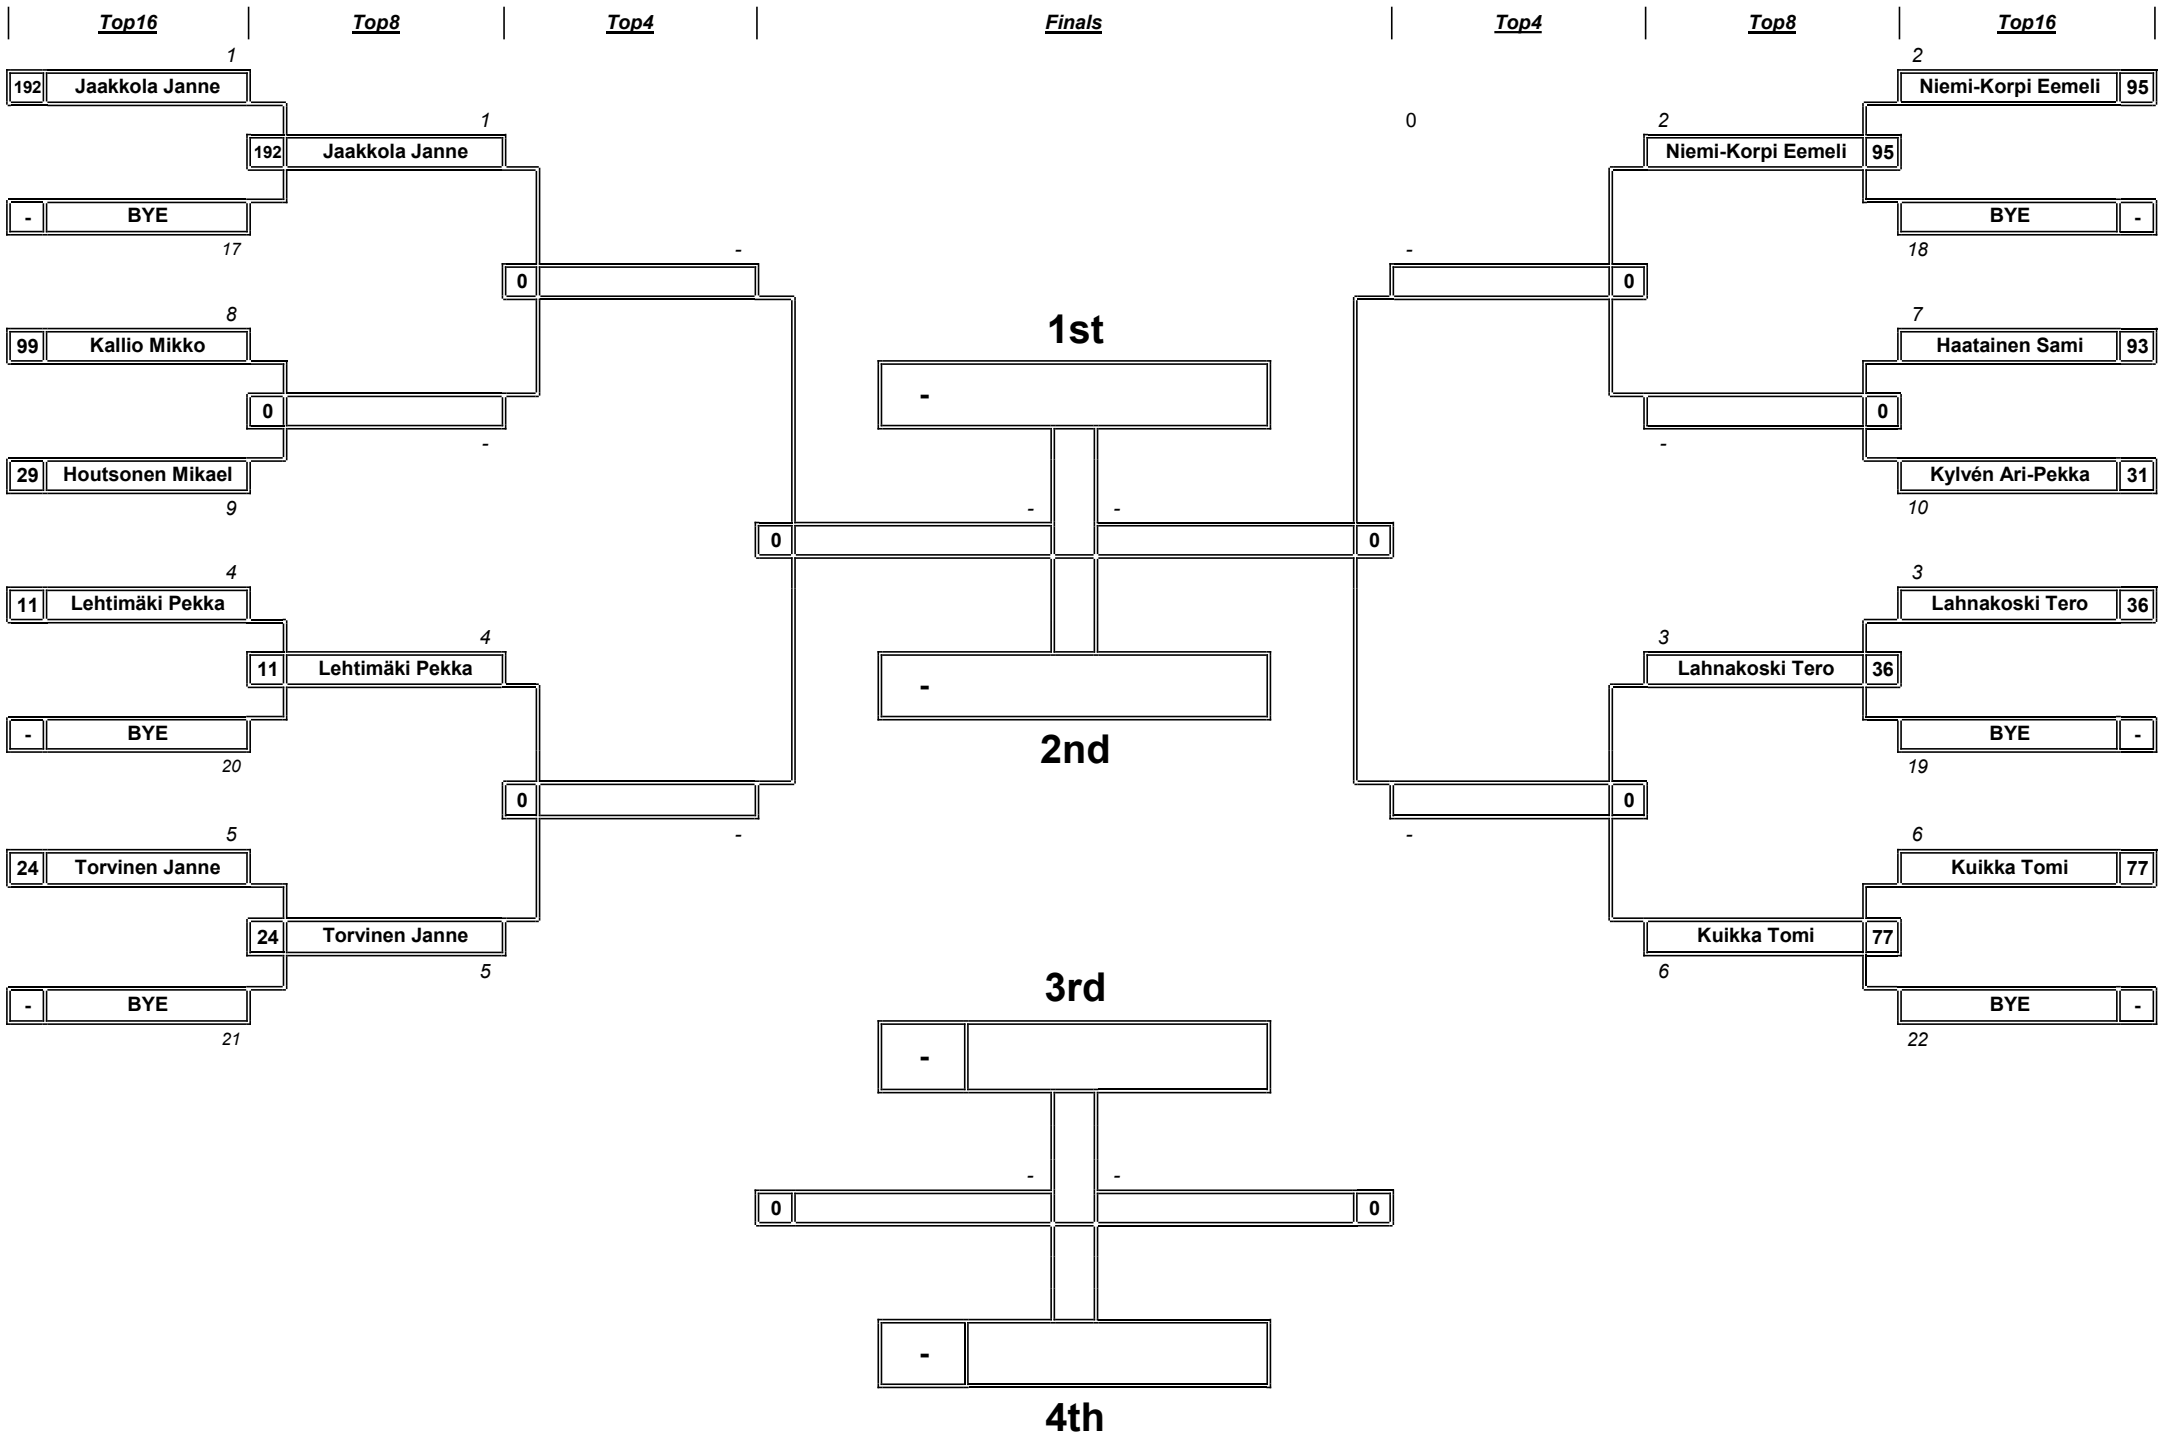 Top16 Top8 Top4 Finals Top4 Top8 Top16
1 2
192 Jaakkola Janne Niemi-Korpi Eemeli 95
1 0 2
192 Jaakkola Janne Niemi-Korpi Eemeli 95
- BYE BYE -
17 - - 18
0 0
8 1st 7
99 Kallio Mikko Haatainen Sami 93
-
0 0
- -
29 Houtsonen Mikael Kylvén Ari-Pekka 31
9 - - 10
0 0
4 3
11 Lehtimäki Pekka Lahnakoski Tero 36
4 3
11 Lehtimäki Pekka Lahnakoski Tero 36
-
- BYE BYE -
2nd
20 19
0 0
5 - - 6
24 Torvinen Janne Kuikka Tomi 77
24 Torvinen Janne Kuikka Tomi 77
5 6
3rd
- BYE BYE -
21 22
-
- -
0 0
-
4th